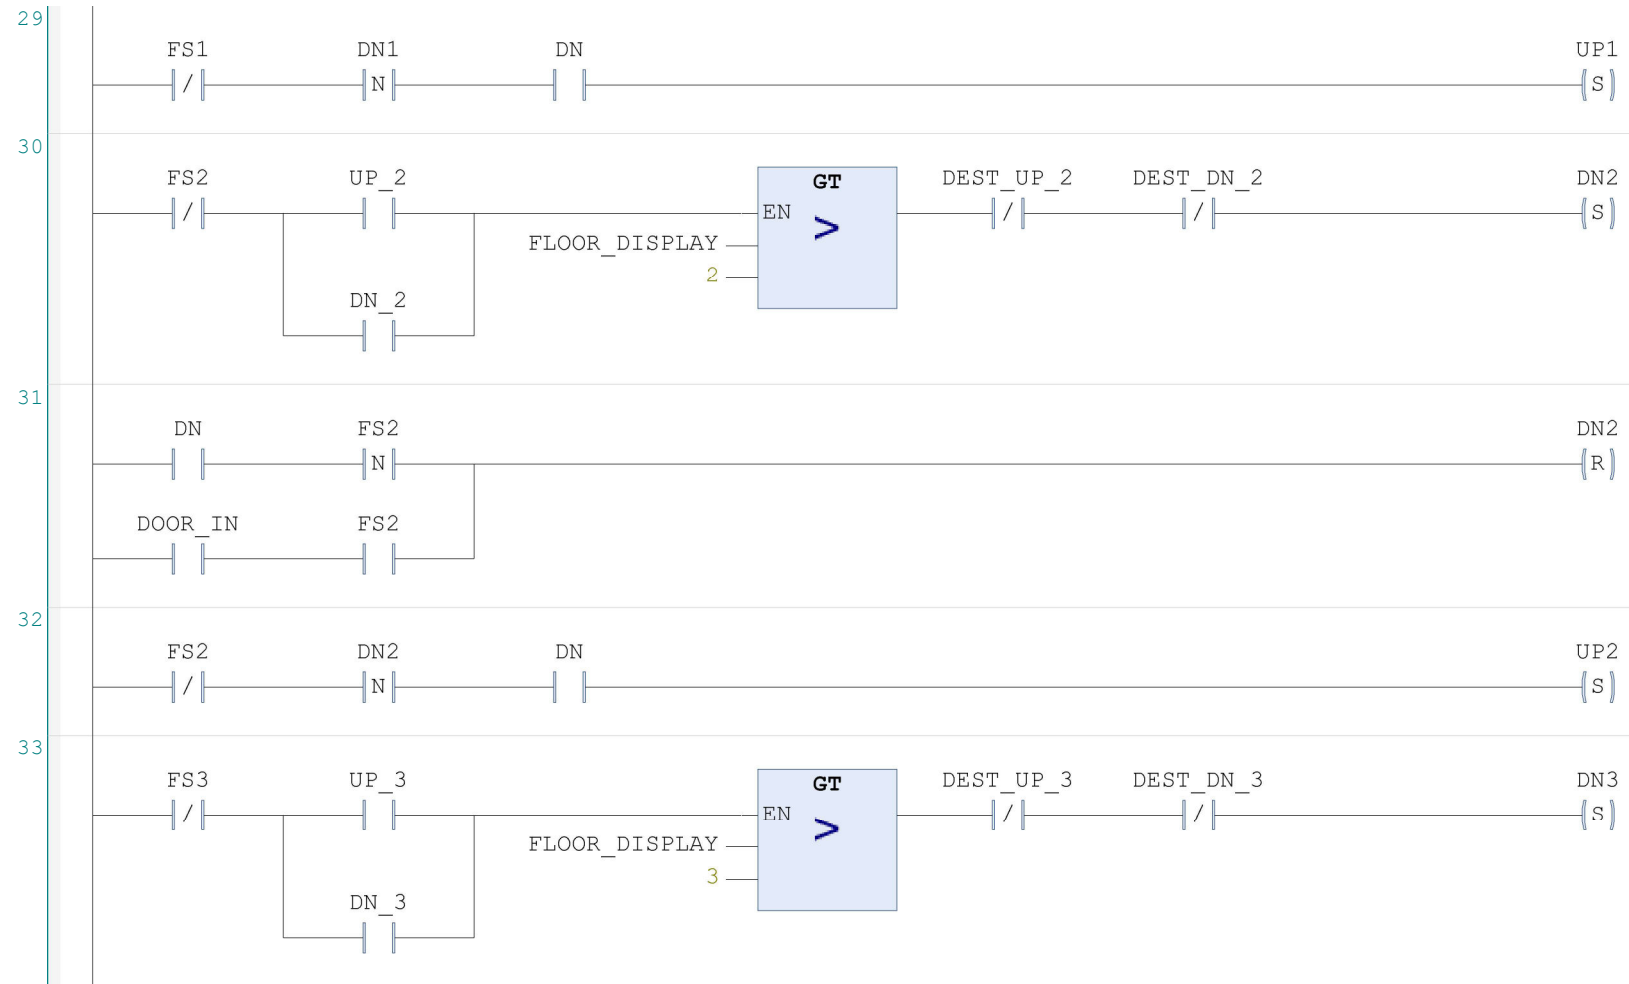 29
FS1 DN1 DN UP1
/ N S
30
FS2 UP_2 GT DEST_UP_2 DEST_DN_2 DN2
/ EN > / / S
FLOOR_DISPLAY
2
DN_2
31
DN FS2 DN2
N R
DOOR_IN FS2
32
FS2 DN2 DN UP2
/ N S
33
FS3 UP_3 GT DEST_UP_3 DEST_DN_3 DN3
/ EN > / / S
FLOOR_DISPLAY
3
DN_3